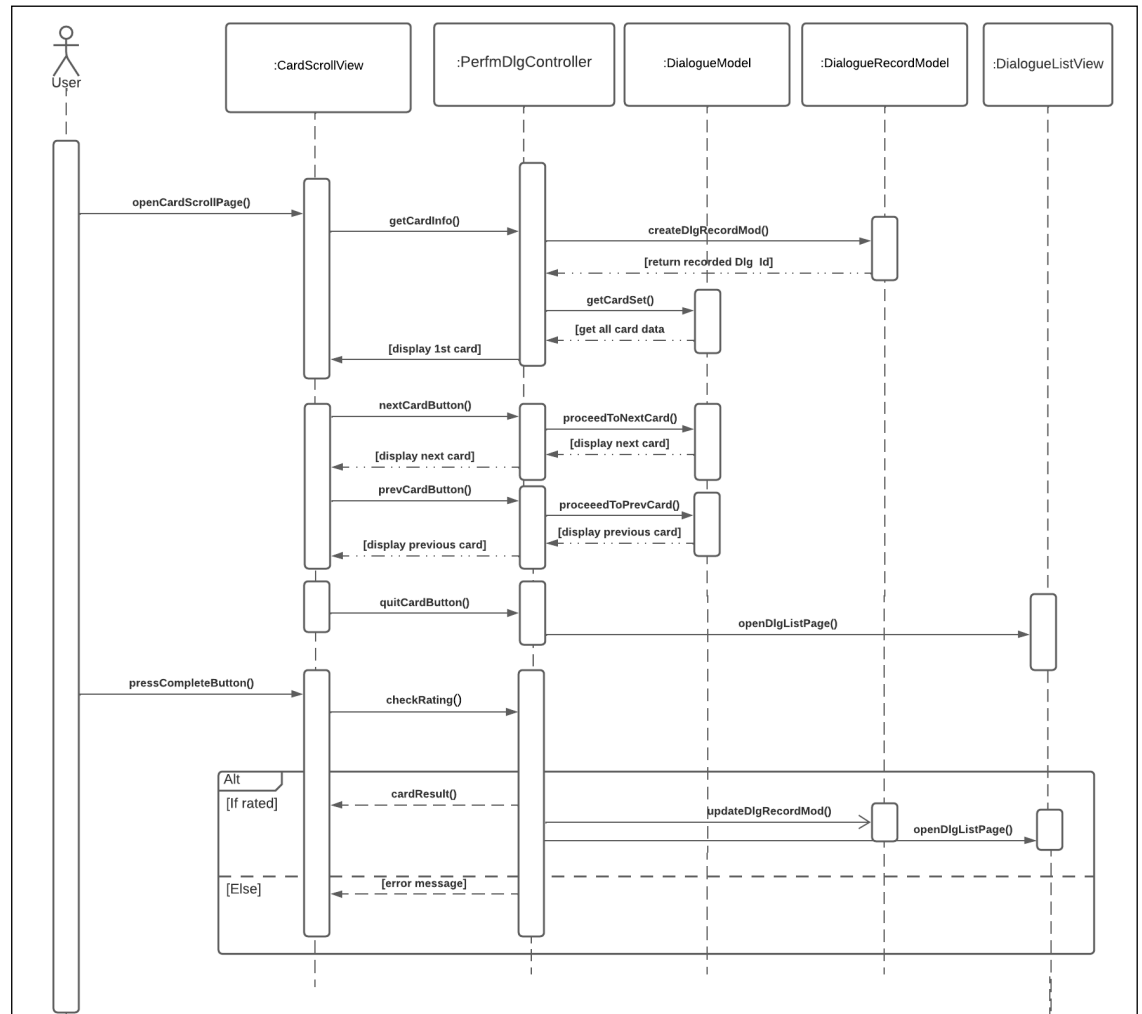 User
:CardScrollView
:PerfmDlgController
:DialogueModel
:DialogueRecordModel
:DialogueListView
openCardScrollPage()
getCardInfo()
createDlgRecordMod()
[return recorded Dlg Id]
getCardSet()
[get all card data
[display 1st card]
nextCardButton()
proceedToNextCard()
[display next card]
[display next card]
prevCardButton()
proceeedToPrevCard()
[display previous card]
[display previous card]
quitCardButton()
openDlgListPage()
pressCompleteButton()
checkRating()
Alt
[If rated]
cardResult()
updateDlgRecordMod()
openDlgListPage()
[Else]
[error message]